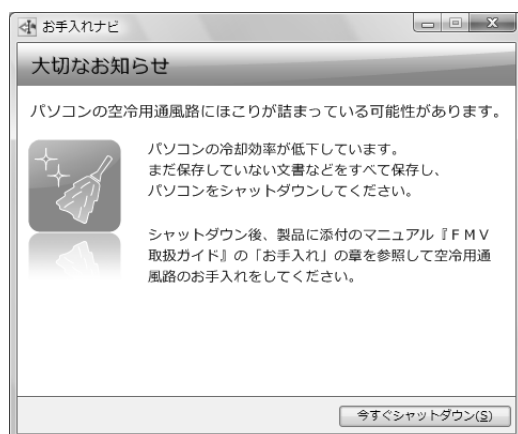 お手入れナビ
大切なお知らせ
パソコンの空冷用通風路にほこりが詰まっている可能性があります。
パソコンの冷却効率が低下しています。
まだ保存していない文書などをすべて保存し、
パソコンをシャットダウンしてください。
シャットダウン後、製品に添付のマニュアル『ＦＭＶ
取扱ガイド』の「お手入れ」の章を参照して空冷用通
風路のお手入れをしてください。
今すぐシャットダウン(S)